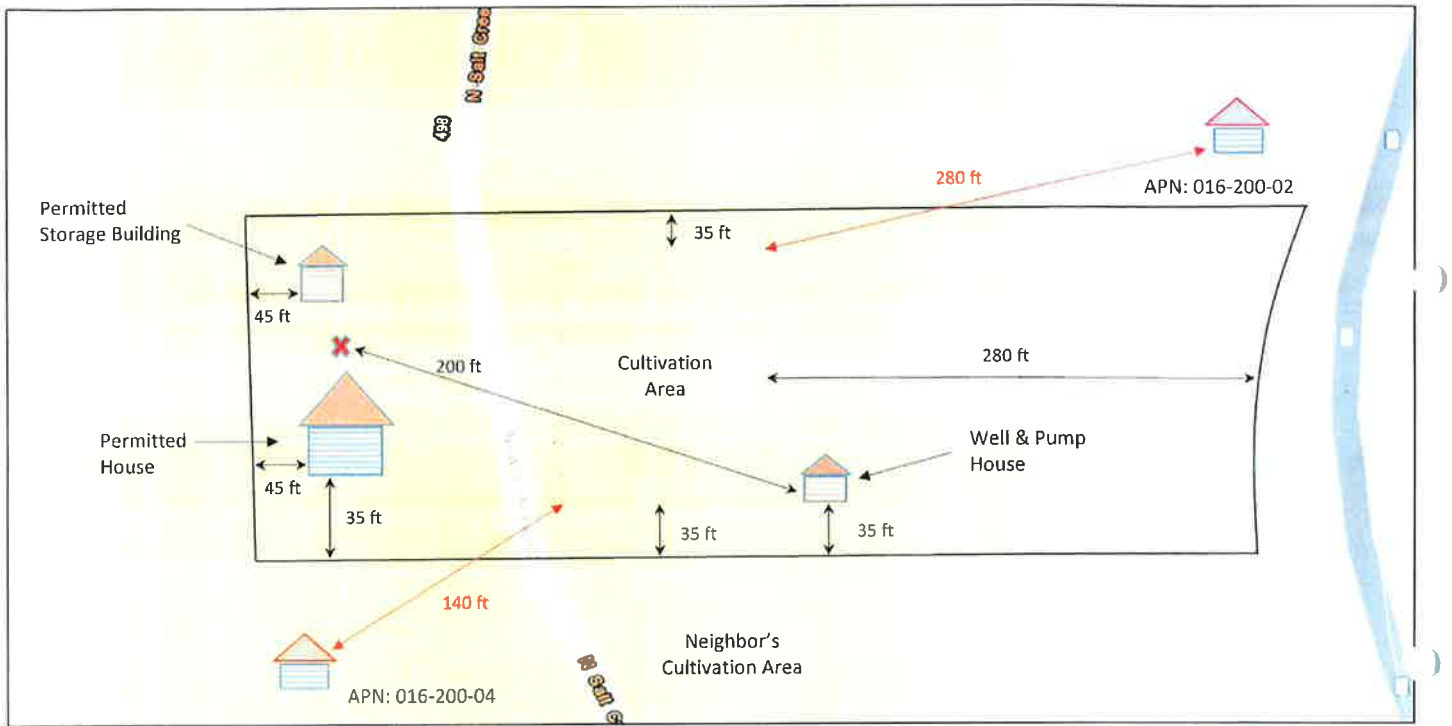 N Salt Cree
498
280 ft
APN: 016-200-02
Permitted
Storage Building
35 ft
45 ft
200 ft
Cultivation
Area
280 ft
Permitted
House
Well & Pump
House
45 ft
35 ft
35 ft
35 ft
140 ft
Neighbor's
Cultivation Area
N Salt C
APN: 016-200-04